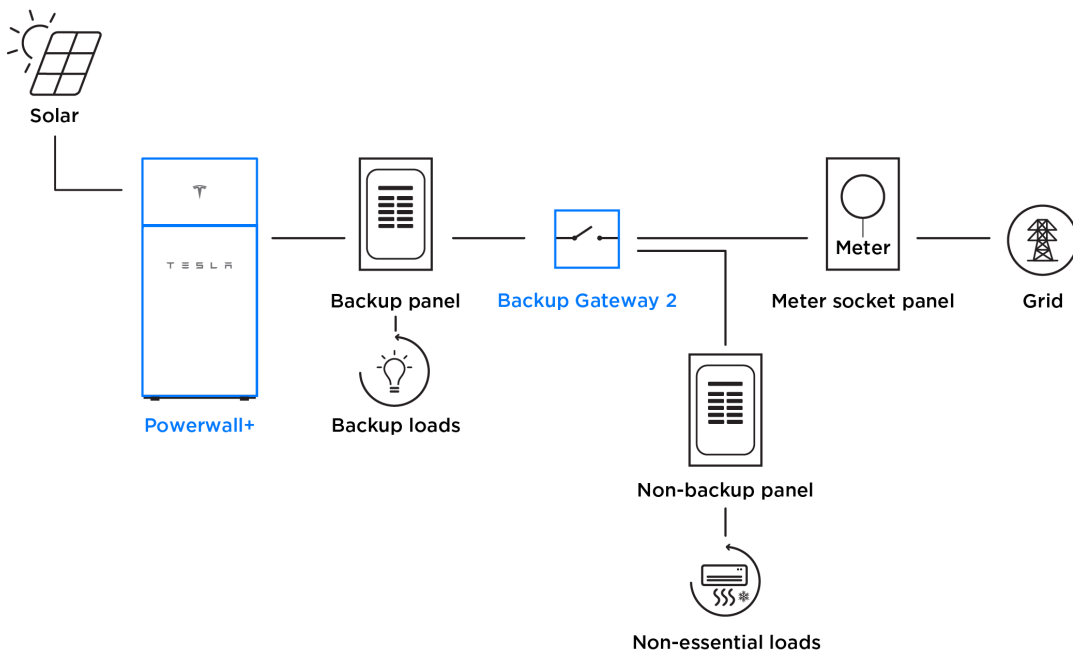 Solar
TESLA
Meter
Backup panel
Backup Gateway 2
Meter socket panel
Grid
Powerwall+
Backup loads
Non-backup panel
Non-essential loads